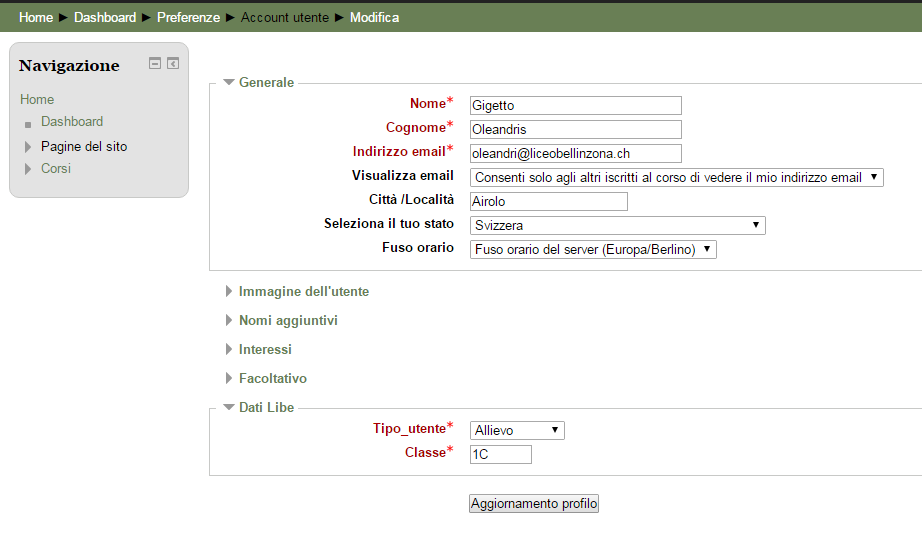 Home ► Dashboard ► Preferenze ► Account utente ► Modifica
Navigazione
Home
Dashboard
Pagine del sito
Corsi
Generale
Nome* Gigetto
Cognome* Oleandris
Indirizzo email* oleandri@liceobellinzona.ch
Visualizza email Consenti solo agli altri iscritti al corso di vedere il mio indirizzo email
Città /Località Airolo
Seleziona il tuo stato Svizzera
Fuso orario Fuso orario del server (Europa/Berlino)
Immagine dell'utente
Nomi aggiuntivi
Interessi
Facoltativo
Dati Libe
Tipo_utente* Allievo
Classe* 1C
Aggiornamento profilo